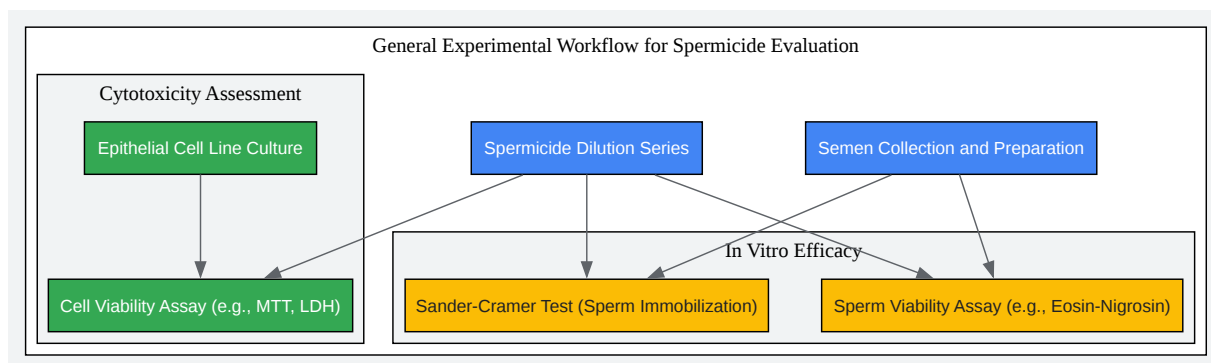 General Experimental Workflow for Spermicide Evaluation
Cytotoxicity Assessment
Epithelial Cell Line Culture
Spermicide Dilution Series
Semen Collection and Preparation
In Vitro Efficacy
Cell Viability Assay (e.g., MTT, LDH)
Sander-Cramer Test (Sperm Immobilization)
Sperm Viability Assay (e.g., Eosin-Nigrosin)